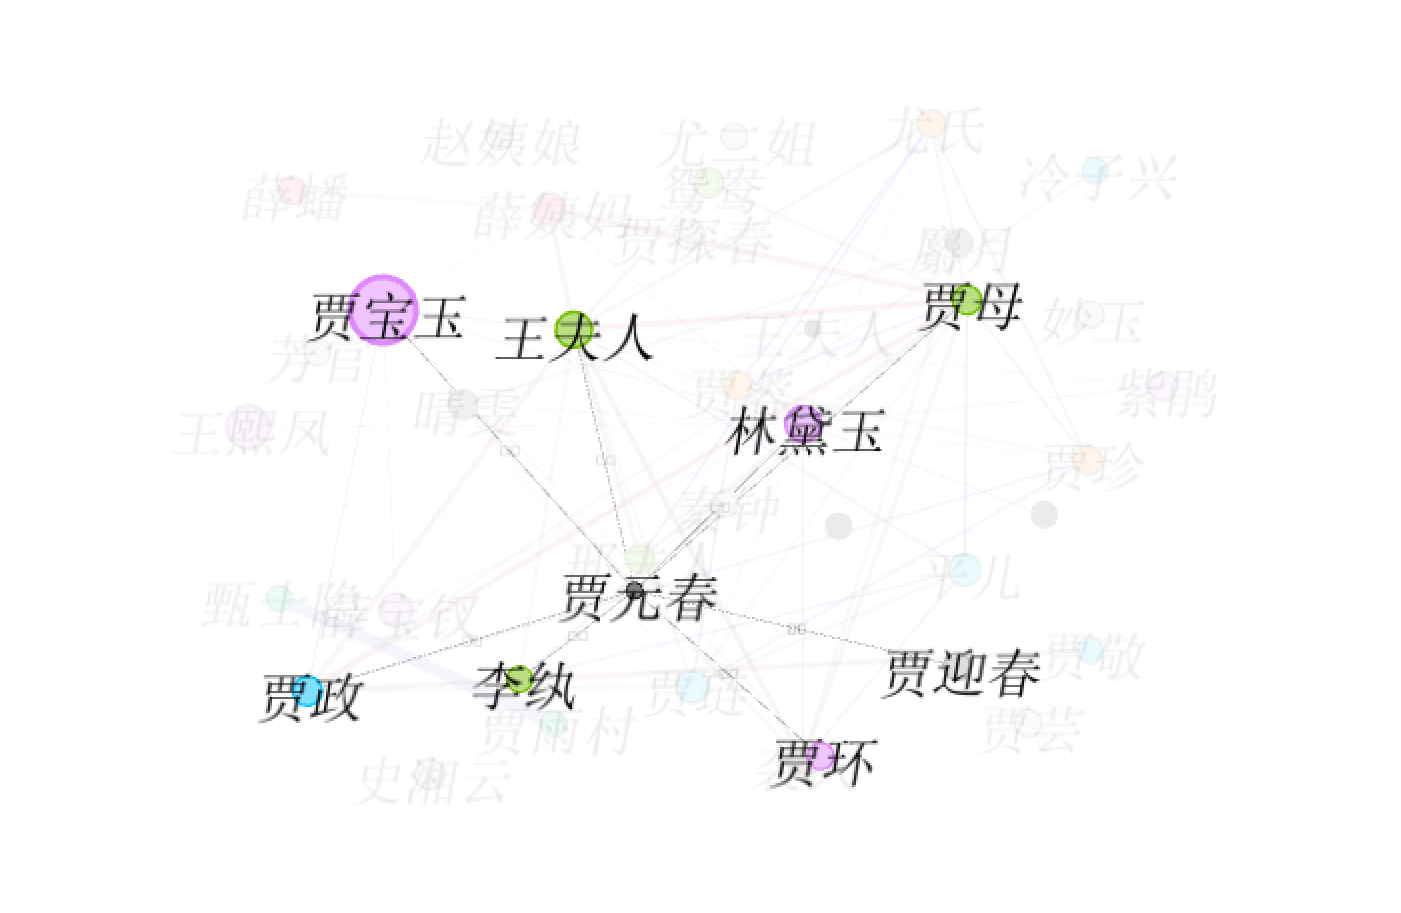 赵姨娘
尤二姐
尤氏
冷子兴
薛蟠
鸳鸯
薛姨妈
贾探春
麝月
贾宝玉
王夫人
王夫人
贾母
妙玉
芳官
贾蓉
紫鹃
王熙凤
晴雯
林黛玉
贾珍
秦钟
邢夫人
平儿
甄士隐
薛宝钗
贾元春
贾政
李纨
贾琏
贾迎春
贾敬
贾雨村
贾芸
史湘云
贾环